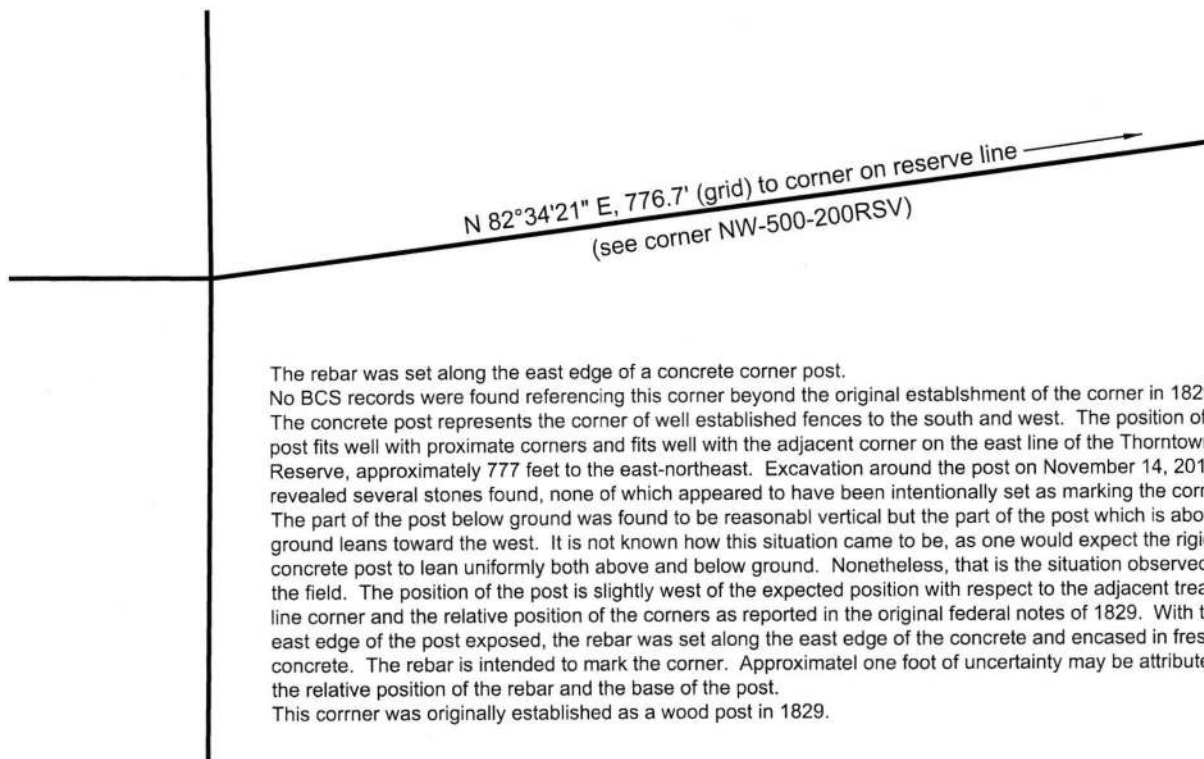 N 82°34'21" E, 776.7' (grid) to corner on reserve line
(see corner NW-500-200RSV)
The rebar was set along the east edge of a concrete corner post.
No BCS records were found referencing this corner beyond the original establshment of the corner in 182
The concrete post represents the corner of well established fences to the south and west. The position of
post fits well with proximate corners and fits well with the adjacent corner on the east line of the Thorntow
Reserve, approximately 777 feet to the east-northeast. Excavation around the post on November 14, 201
revealed several stones found, none of which appeared to have been intentionally set as marking the corn
The part of the post below ground was found to be reasonabl vertical but the part of the post which is abo
ground leans toward the west. It is not known how this situation came to be, as one would expect the rigi
concrete post to lean uniformly both above and below ground. Nonetheless, that is the situation observed
the field. The position of the post is slightly west of the expected position with respect to the adjacent trea
line corner and the relative position of the corners as reported in the original federal notes of 1829. With t
east edge of the post exposed, the rebar was set along the east edge of the concrete and encased in fres
concrete. The rebar is intended to mark the corner. Approximatel one foot of uncertainty may be attribute
the relative position of the rebar and the base of the post.
This corrner was originally established as a wood post in 1829.